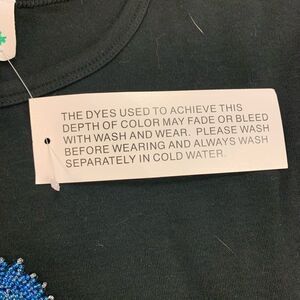 THE DYES USED TO ACHIEVE THIS
DEPTH OF COLOR MAY FADE OR BLEED
WITH WASH AND WEAR. PLEASE WASH
BEFORE WEARING AND ALWAYS WASH
SEPARATELY IN COLD WATER.